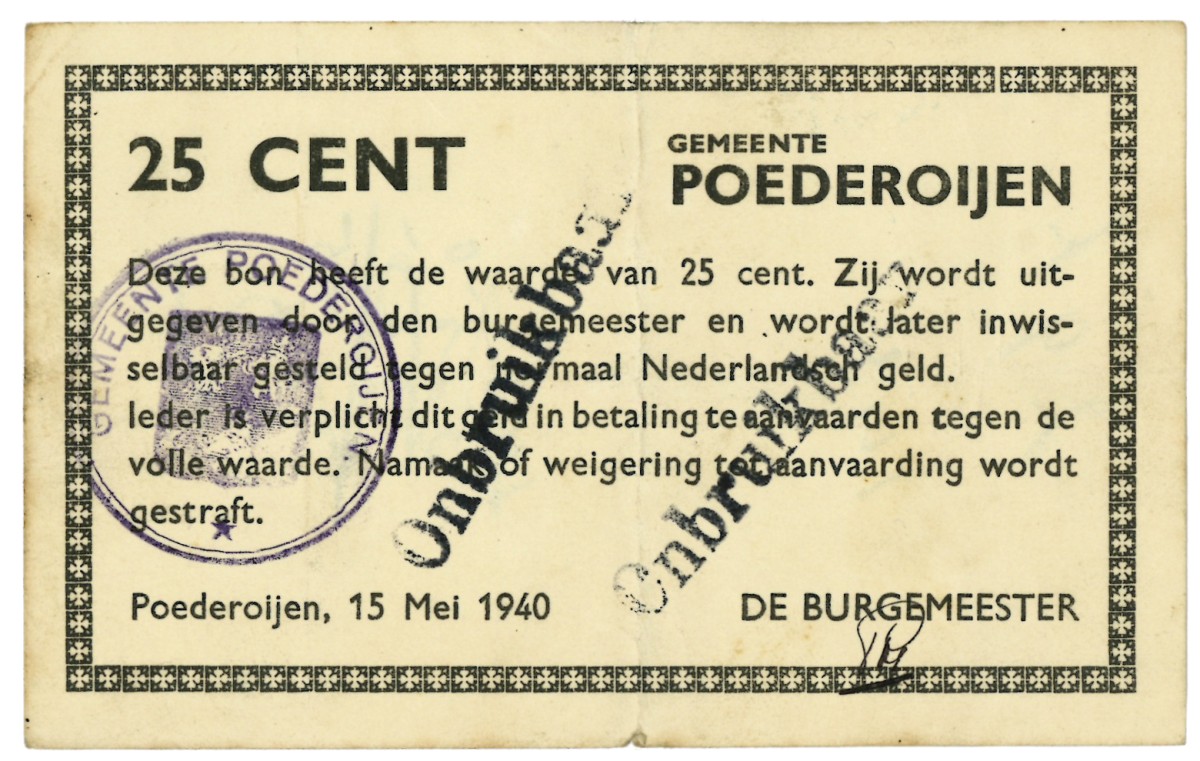 25 CENT
GEMEENTE
POEDEROIJEN
Deze bon heeft de waarde van 25 cent. Zij wordt uit-
gegeven door den burgemeester en wordt later inwis-
selbaar gesteld tegen normaal Nederlandsch geld.
Ieder is verplicht dit geld in betaling te aanvaarden tegen de
volle waarde. Namaak of weigering tot aanvaarding wordt
gestraft.
Poederoijen, 15 Mei 1940
DE BURGEMEESTER
GEMEENTE POEDEROIJEN
Onbruikbaar
Onbruikbaar